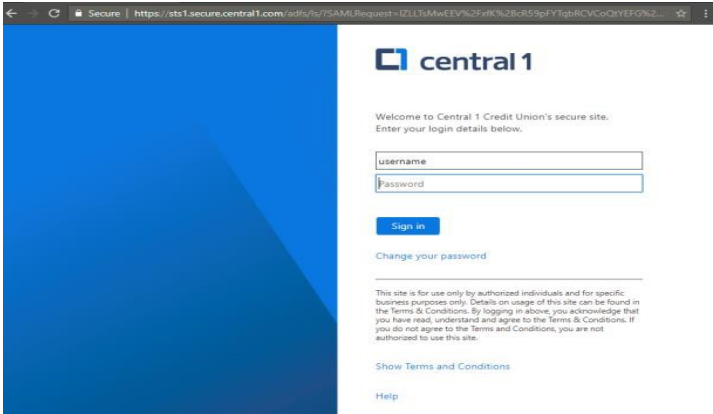 Secure | https://sts1.secure.central1.com/adfs/ls/?SAMLRequest=
central 1
Welcome to Central 1 Credit Union's secure site.
Enter your login details below.
username
Password
Sign in
Change your password
This site is for use only by authorized individuals and for specific
business purposes only. Details on usage of this site can be found in
the Terms & Conditions. By logging in above, you acknowledge that
you have read, understand and agree to the Terms & Conditions. If
you do not agree to the Terms and Conditions, you are not
authorized to use this site.
Show Terms and Conditions
Help